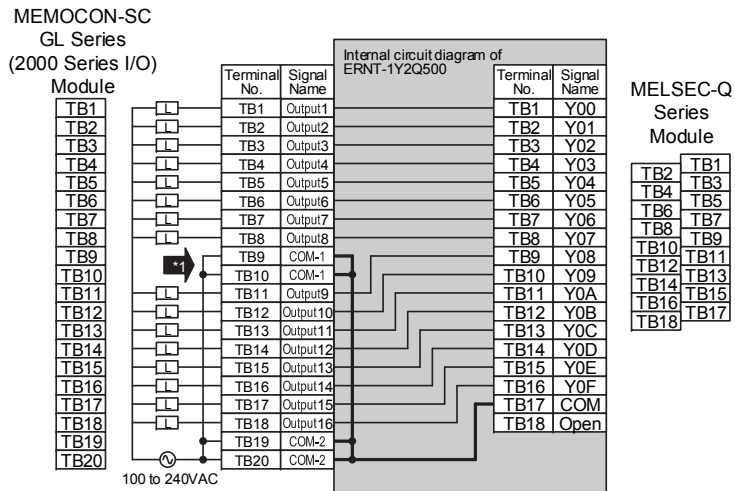 MEMOCON-SC
GL Series
(2000 Series I/O)
Module
TB1
TB2
TB3
TB4
TB5
TB6
TB7
TB8
TB9
TB10
TB11
TB12
TB13
TB14
TB15
TB16
TB17
TB18
TB19
TB20
L
L
L
L
L
L
L
L
*1
L
L
L
L
L
L
L
L
100 to 240VAC
Internal circuit diagram of
ERNT-1Y2Q500
Terminal No. Signal Name
TB1 Output1
TB2 Output2
TB3 Output3
TB4 Output4
TB5 Output5
TB6 Output6
TB7 Output7
TB8 Output8
TB9 COM-1
TB10 COM-1
TB11 Output9
TB12 Output10
TB13 Output11
TB14 Output12
TB15 Output13
TB16 Output14
TB17 Output15
TB18 Output16
TB19 COM-2
TB20 COM-2
Terminal No. Signal Name
TB1 Y00
TB2 Y01
TB3 Y02
TB4 Y03
TB5 Y04
TB6 Y05
TB7 Y06
TB8 Y07
TB9 Y08
TB10 Y09
TB11 Y0A
TB12 Y0B
TB13 Y0C
TB14 Y0D
TB15 Y0E
TB16 Y0F
TB17 COM
TB18 Open
MELSEC-Q
Series
Module
TB1
TB2
TB3
TB4
TB5
TB6
TB7
TB8
TB9
TB10
TB11
TB12
TB13
TB14
TB15
TB16
TB17
TB18